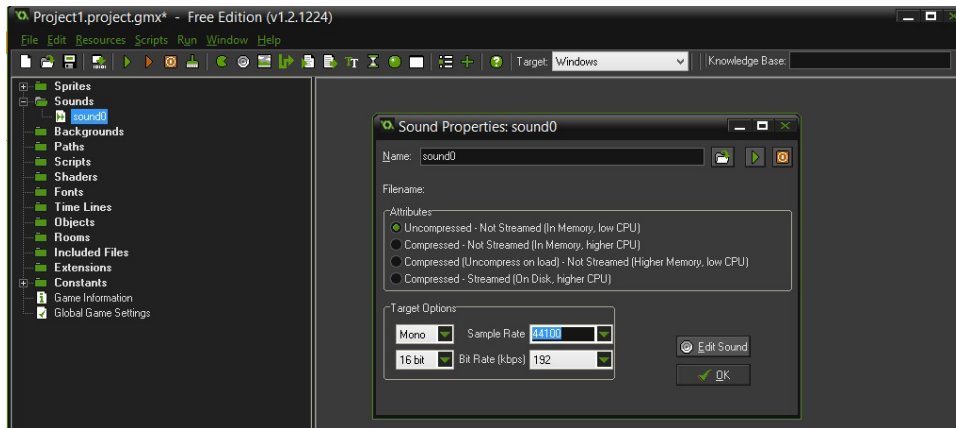 Project1.project.gmx* - Free Edition (v1.2.1224)
File Edit Resources Scripts Run Window Help
Target: Windows Knowledge Base:
Sprites
Sounds
sound0
Backgrounds
Paths
Scripts
Shaders
Fonts
Time Lines
Objects
Rooms
Included Files
Extensions
Constants
Game Information
Global Game Settings
Sound Properties: sound0
Name: sound0
Filename:
Attributes
Uncompressed - Not Streamed (In Memory, low CPU)
Compressed - Not Streamed (In Memory, higher CPU)
Compressed (Uncompress on load) - Not Streamed (Higher Memory, low CPU)
Compressed - Streamed (On Disk, higher CPU)
Target Options
Mono Sample Rate 44100
16 bit Bit Rate (kbps) 192
Edit Sound
OK